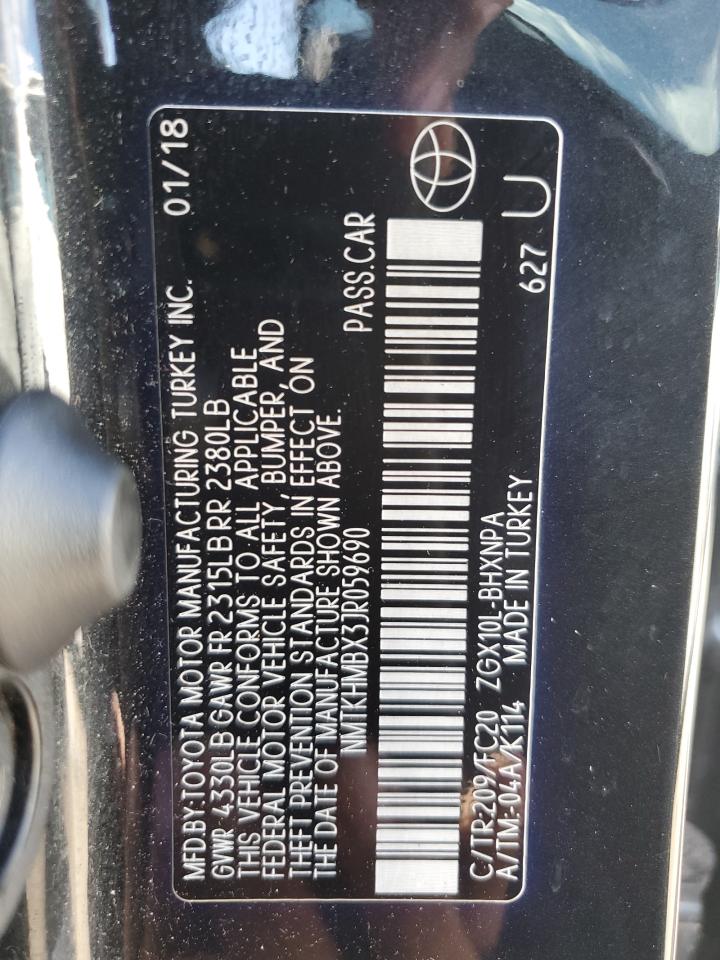 MFD.BY:TOYOTA MOTOR MANUFACTURING TURKEY INC. 01/18
GVWR 4330LB GAWR FR 2315LB RR 2380LB
THIS VEHICLE CONFORMS TO ALL APPLICABLE
FEDERAL MOTOR VEHICLE SAFETY, BUMPER, AND
THEFT PREVENTION STANDARDS IN EFFECT ON
THE DATE OF MANUFACTURE SHOWN ABOVE.
NMTKHMBX3JR059690 PASS.CAR
C/TR:209/FC20 ZGX10L-BHXNPA
A/TM:-04A/K114 MADE IN TURKEY 627 U